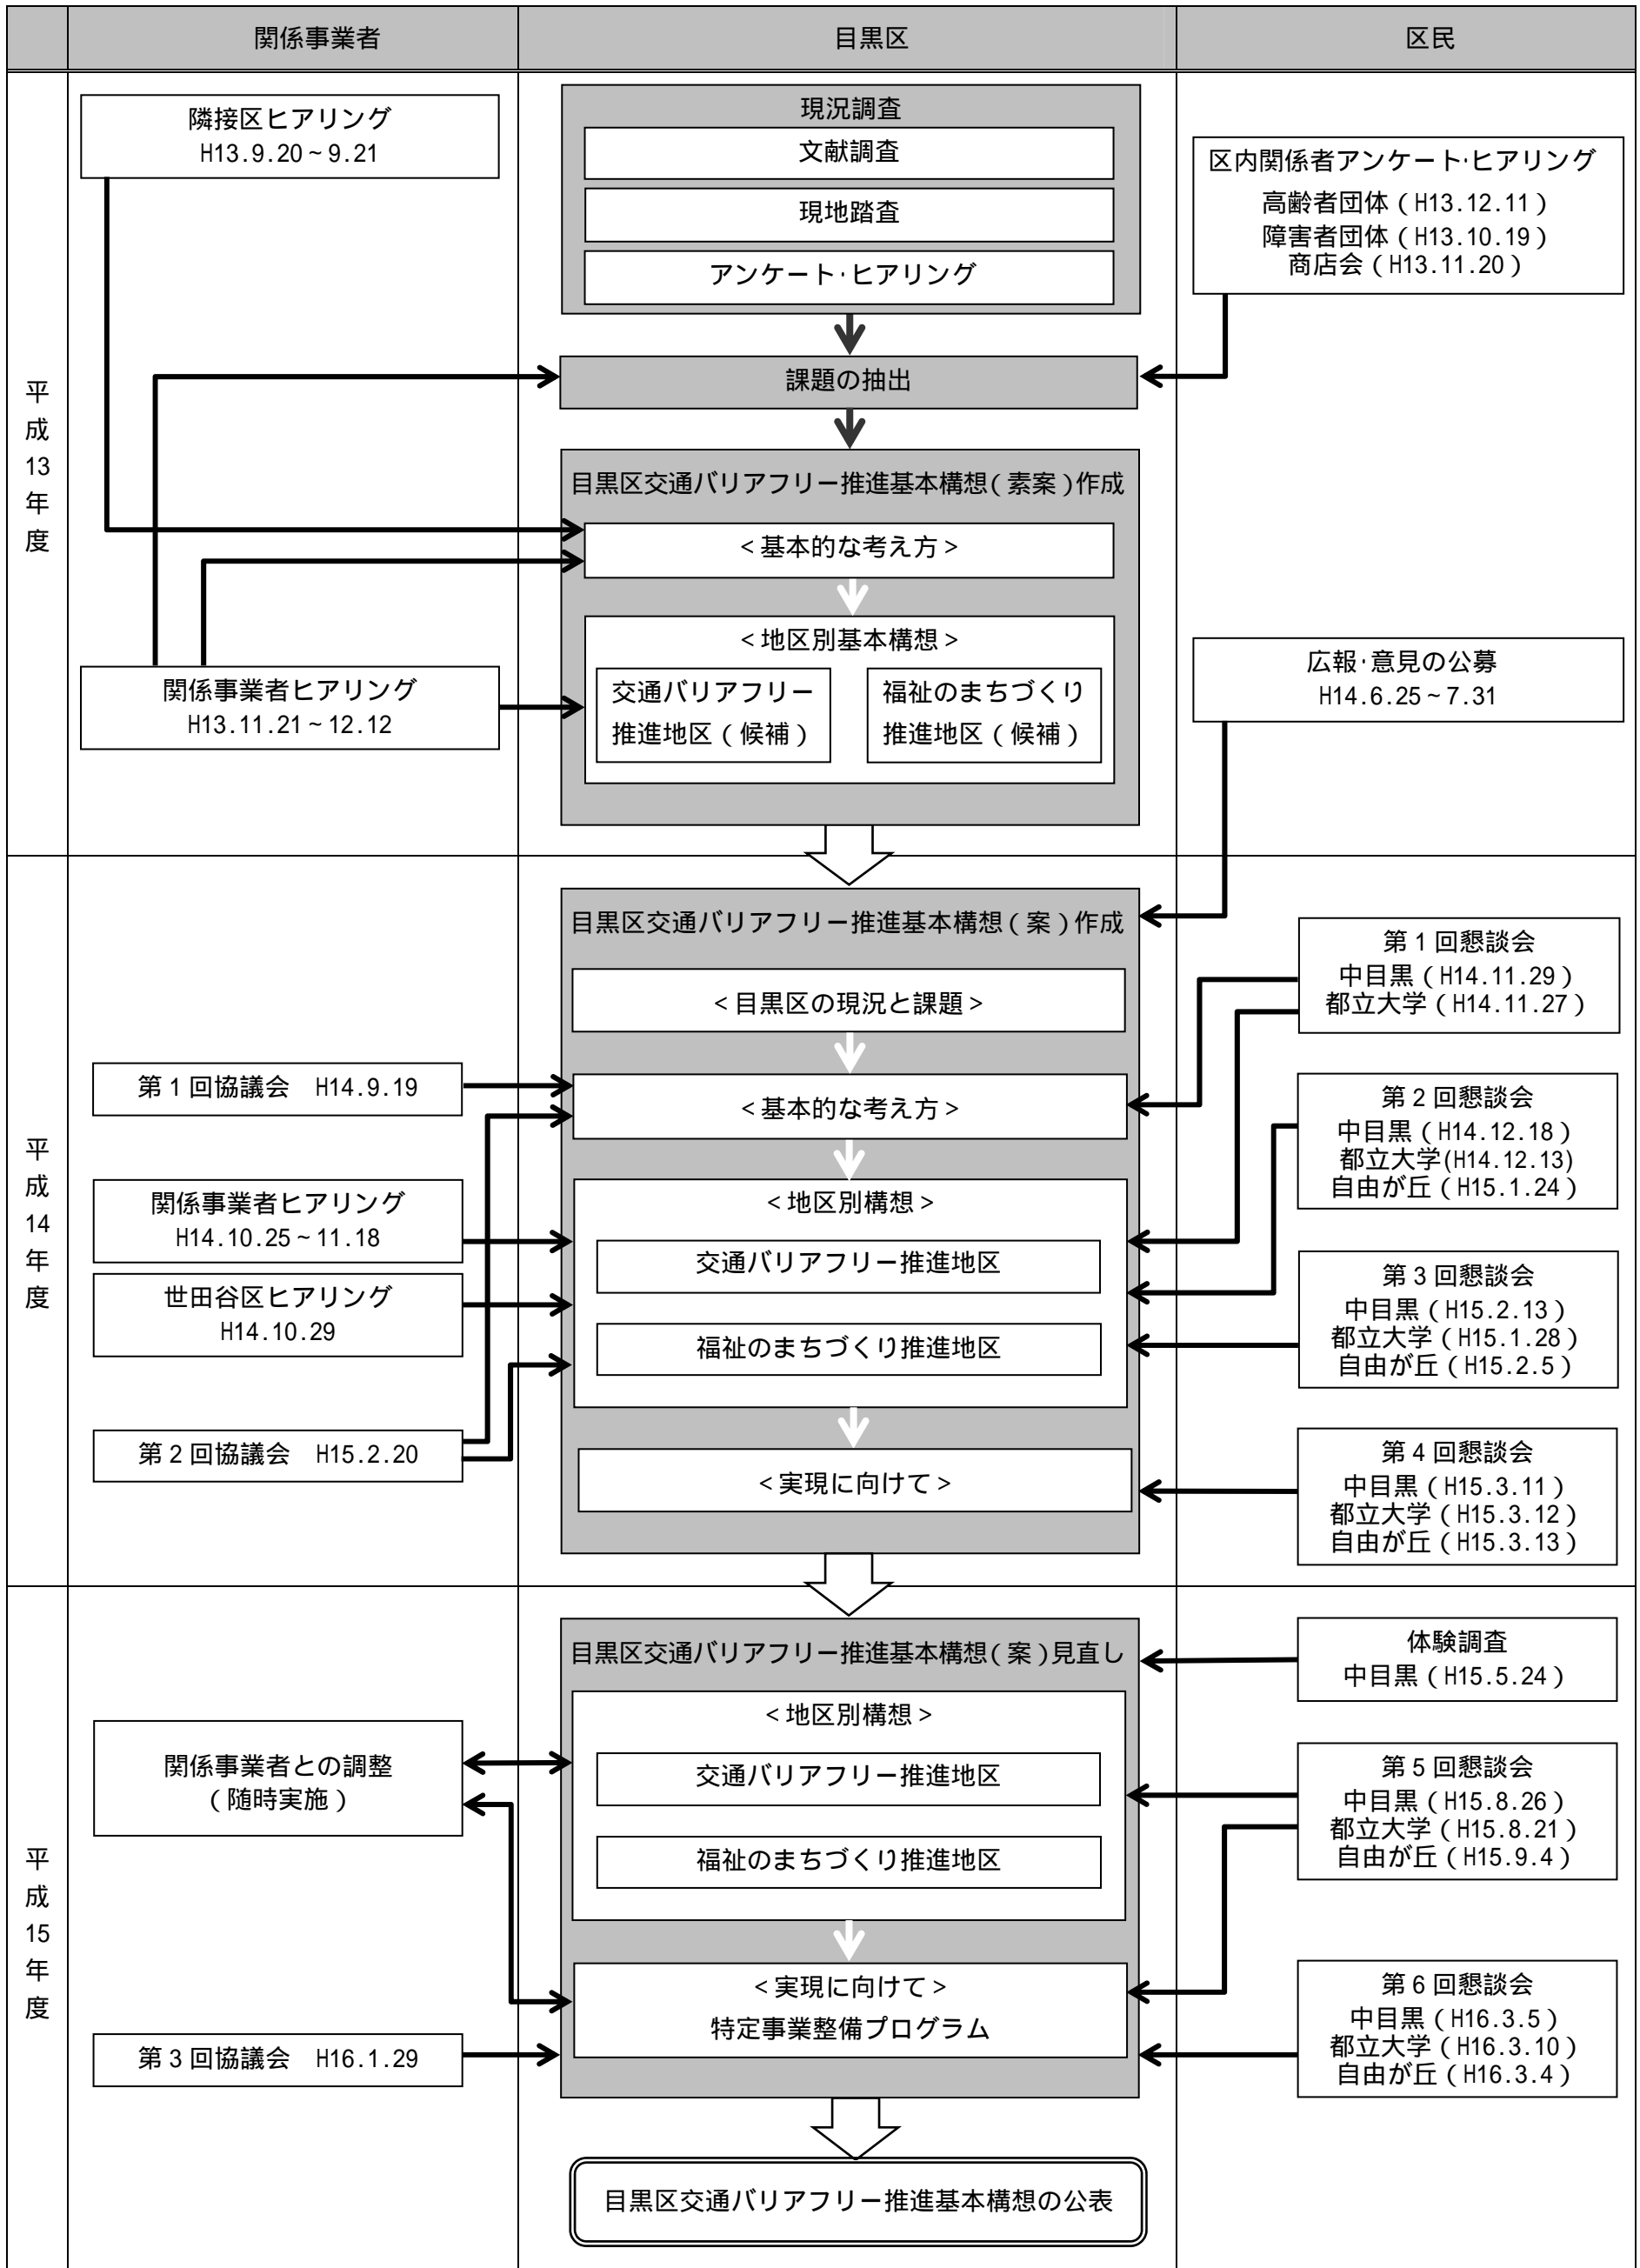 関係事業者
目黒区
区民
平成13年度
隣接区ヒアリング
H13.9.20～9.21
現況調査
文献調査
現地踏査
アンケート･ヒアリング
区内関係者アンケート･ヒアリング
高齢者団体（H13.12.11）
障害者団体（H13.10.19）
商店会（H13.11.20）
課題の抽出
目黒区交通バリアフリー推進基本構想(素案)作成
<基本的な考え方>
<地区別基本構想>
交通バリアフリー
推進地区（候補）
福祉のまちづくり
推進地区（候補）
関係事業者ヒアリング
H13.11.21～12.12
広報･意見の公募
H14.6.25～7.31
平成14年度
目黒区交通バリアフリー推進基本構想(案)作成
<目黒区の現況と課題>
<基本的な考え方>
<地区別構想>
交通バリアフリー推進地区
福祉のまちづくり推進地区
<実現に向けて>
第1回協議会　H14.9.19
関係事業者ヒアリング
H14.10.25～11.18
世田谷区ヒアリング
H14.10.29
第2回協議会　H15.2.20
第1回懇談会
中目黒（H14.11.29）
都立大学（H14.11.27）
第2回懇談会
中目黒（H14.12.18）
都立大学(H14.12.13)
自由が丘（H15.1.24）
第3回懇談会
中目黒（H15.2.13）
都立大学（H15.1.28）
自由が丘（H15.2.5）
第4回懇談会
中目黒（H15.3.11）
都立大学（H15.3.12）
自由が丘（H15.3.13）
平成15年度
目黒区交通バリアフリー推進基本構想(案)見直し
<地区別構想>
交通バリアフリー推進地区
福祉のまちづくり推進地区
<実現に向けて>
特定事業整備プログラム
関係事業者との調整
（随時実施）
第3回協議会　H16.1.29
体験調査
中目黒（H15.5.24）
第5回懇談会
中目黒（H15.8.26）
都立大学（H15.8.21）
自由が丘（H15.9.4）
第6回懇談会
中目黒（H16.3.5）
都立大学（H16.3.10）
自由が丘（H16.3.4）
目黒区交通バリアフリー推進基本構想の公表